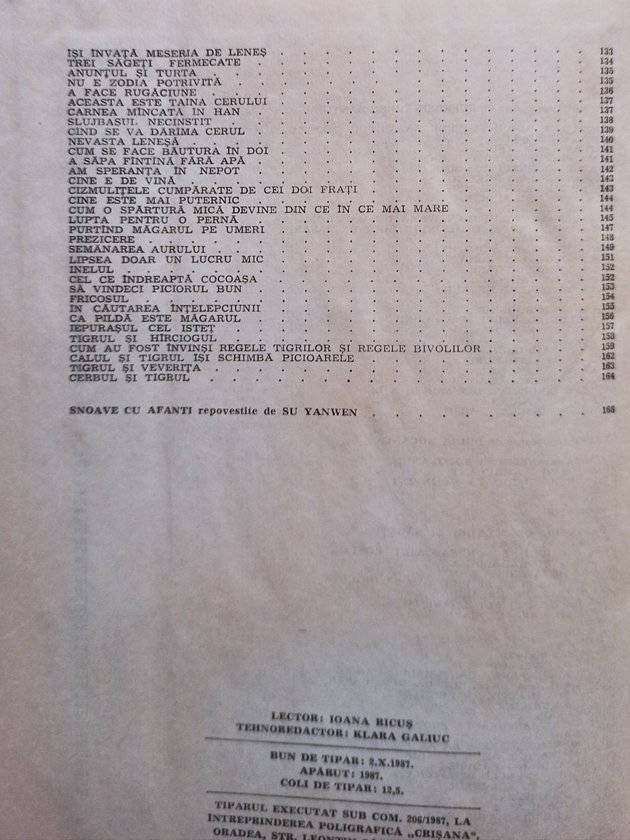 IȘI ÎNVAȚĂ MESERIA DE LENEȘ 133
TREI SĂGEȚI FERMECATE 134
ANUNȚUL ȘI TURTA 135
NU E ZODIA POTRIVITĂ 135
A FACE RUGĂCIUNE 136
ACEASTA ESTE TAINA CERULUI 137
CARNEA MÎNCATĂ ÎN HAN 137
SLUJBAȘUL NECINSTIT 138
CÎND SE VA DĂRÎMA CERUL 139
NEVASTA LENEȘĂ 140
CUM SE FACE BĂUTURA ÎN DOI 141
A SĂPA FÎNTÎNĂ FĂRĂ APĂ 141
AM SPERANȚA ÎN NEPOT 142
CINE E DE VINĂ 143
CIZMULIȚELE CUMPĂRATE DE CEI DOI FRAȚI 143
CINE ESTE MAI PUTERNIC 144
CUM O SPĂRTURĂ MICĂ DEVINE DIN CE ÎN CE MAI MARE 144
LUPTA PENTRU O PERNĂ 145
PURTÎND MĂGARUL PE UMERI 147
PREZICERE 148
SEMĂNAREA AURULUI 149
LIPSEA DOAR UN LUCRU MIC 151
INELUL 152
CEL CE ÎNDREAPTĂ COCOAȘA 152
SĂ VINDECI PICIORUL BUN 153
FRICOSUL 154
ÎN CĂUTAREA ÎNȚELEPCIUNII 155
CA PILDĂ ESTE MĂGARUL 156
IEPURAȘUL CEL ISTEȚ 157
TIGRUL ȘI HÎRCIOGUL 158
CUM AU FOST ÎNVINȘI REGELE TIGRILOR ȘI REGELE BIVOLILOR 159
CALUL ȘI TIGRUL ÎȘI SCHIMBĂ PICIOARELE 162
TIGRUL ȘI VEVERIȚA 163
CERBUL ȘI TIGRUL 164
SNOAVE CU AFANTI repovestite de SU YANWEN 166
LECTOR: IOANA RICUȘ
TEHNOREDACTOR: KLARA GALIUC
BUN DE TIPAR: 2.X.1987.
APĂRUT: 1987.
COLI DE TIPAR: 12,5.
TIPARUL EXECUTAT SUB COM. 206/1987, LA
ÎNTREPRINDEREA POLIGRAFICĂ „CRIȘANA",
ORADEA, STR. LEONTIN